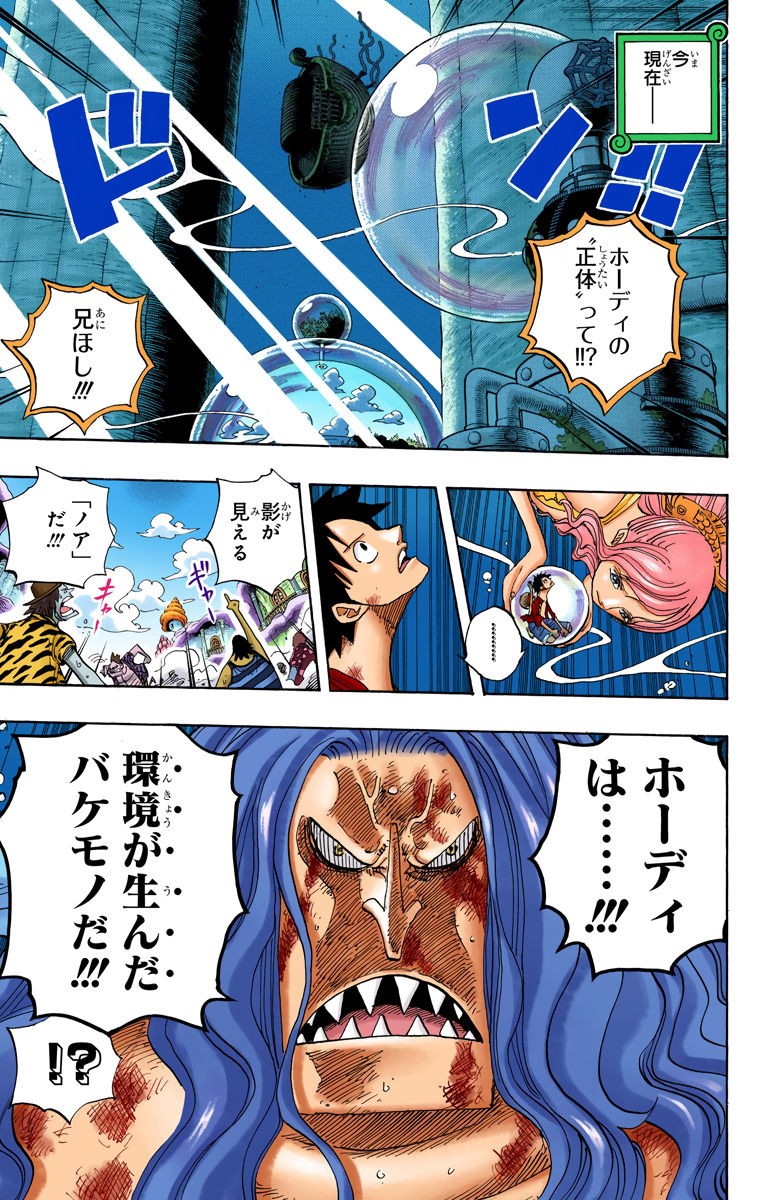 今
現在――
ドン!!
ホーディの
〝正体〟って!!?
兄ほし!!!
…………
影が
見える
ギュッ
ギャー
「ノア」
だ!!!
ホーディ
は……!!!
環境が生んだ
バケモノだ!!!
!?